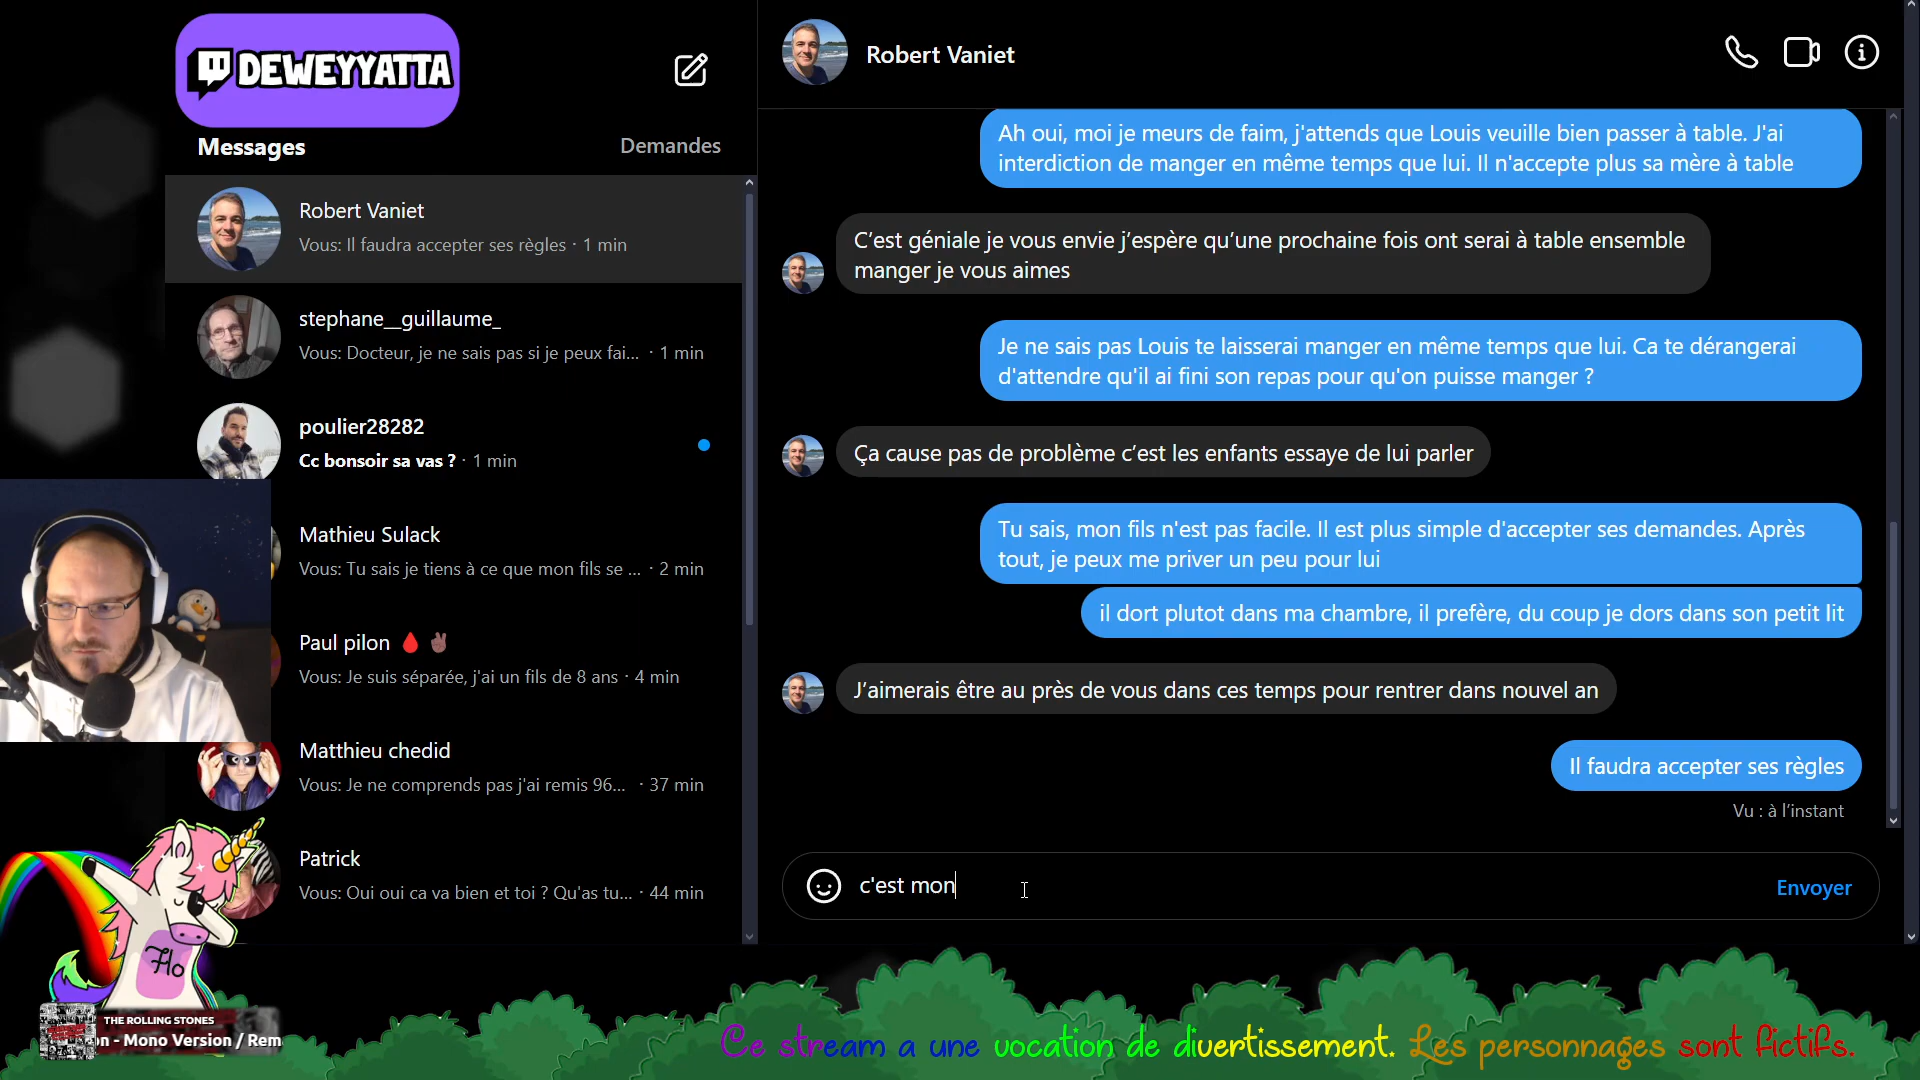 DEWEYYATTA
Messages
Demandes
Robert Vaniet
Vous: Il faudra accepter ses règles · 1 min
stephane__guillaume_
Vous: Docteur, je ne sais pas si je peux fai... · 1 min
poulier28282
Cc bonsoir sa vas ? · 1 min
Mathieu Sulack
Vous: Tu sais je tiens à ce que mon fils se ... · 2 min
Paul pilon 🩸 ✌🏾
Vous: Je suis séparée, j'ai un fils de 8 ans · 4 min
Matthieu chedid
Vous: Je ne comprends pas j'ai remis 96... · 37 min
Patrick
Vous: Oui oui ca va bien et toi ? Qu'as tu... · 44 min
Robert Vaniet
Ah oui, moi je meurs de faim, j'attends que Louis veuille bien passer à table. J'ai
interdiction de manger en même temps que lui. Il n'accepte plus sa mère à table
C’est géniale je vous envie j’espère qu’une prochaine fois ont serai à table ensemble
manger je vous aimes
Je ne sais pas Louis te laisserai manger en même temps que lui. Ca te dérangerai
d'attendre qu'il ai fini son repas pour qu'on puisse manger ?
Ça cause pas de problème c’est les enfants essaye de lui parler
Tu sais, mon fils n'est pas facile. Il est plus simple d'accepter ses demandes. Après
tout, je peux me priver un peu pour lui
il dort plutot dans ma chambre, il prefère, du coup je dors dans son petit lit
J’aimerais être au près de vous dans ces temps pour rentrer dans nouvel an
Il faudra accepter ses règles
Vu : à l’instant
c'est mon
Envoyer
Flo
THE ROLLING STONES
on - Mono Version / Rem
Ce stream a une vocation de divertissement. Les personnages sont fictifs.